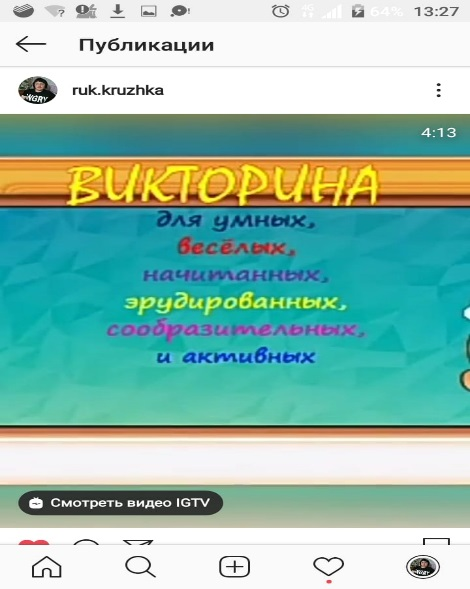 64% 13:27
Публикации
ruk.kruzhka
4:13
ВИКТОРИНА
для умных,
весёлых,
начитанных,
эрудированных,
сообразительных,
и активных
Смотреть видео IGTV